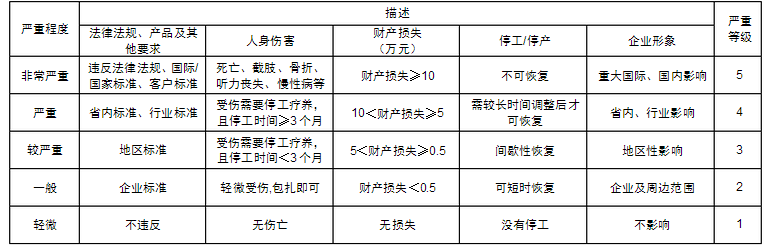 严重程度
描述
严重
等级
法律法规、产品及其
他要求
人身伤害
财产损失
(万元)
停工/停产
企业形象
非常严重
违反法律法规、国际/
国家标准、客户标准
死亡、截肢、骨折、
听力丧失、慢性病等
财产损失≥10
不可恢复
重大国际、国内影响
5
严重
省内标准、行业标准
受伤需要停工疗养，
且停工时间≥3个月
10＜财产损失≥5
需较长时间调整后才
可恢复
省内、行业影响
4
较严重
地区标准
受伤需要停工疗养，
且停工时间＜3个月
5＜财产损失≥0.5
间歇性恢复
地区性影响
3
一般
企业标准
轻微受伤,包扎即可
财产损失＜0.5
可短时恢复
企业及周边范围
2
轻微
不违反
无伤亡
无损失
没有停工
不影响
1